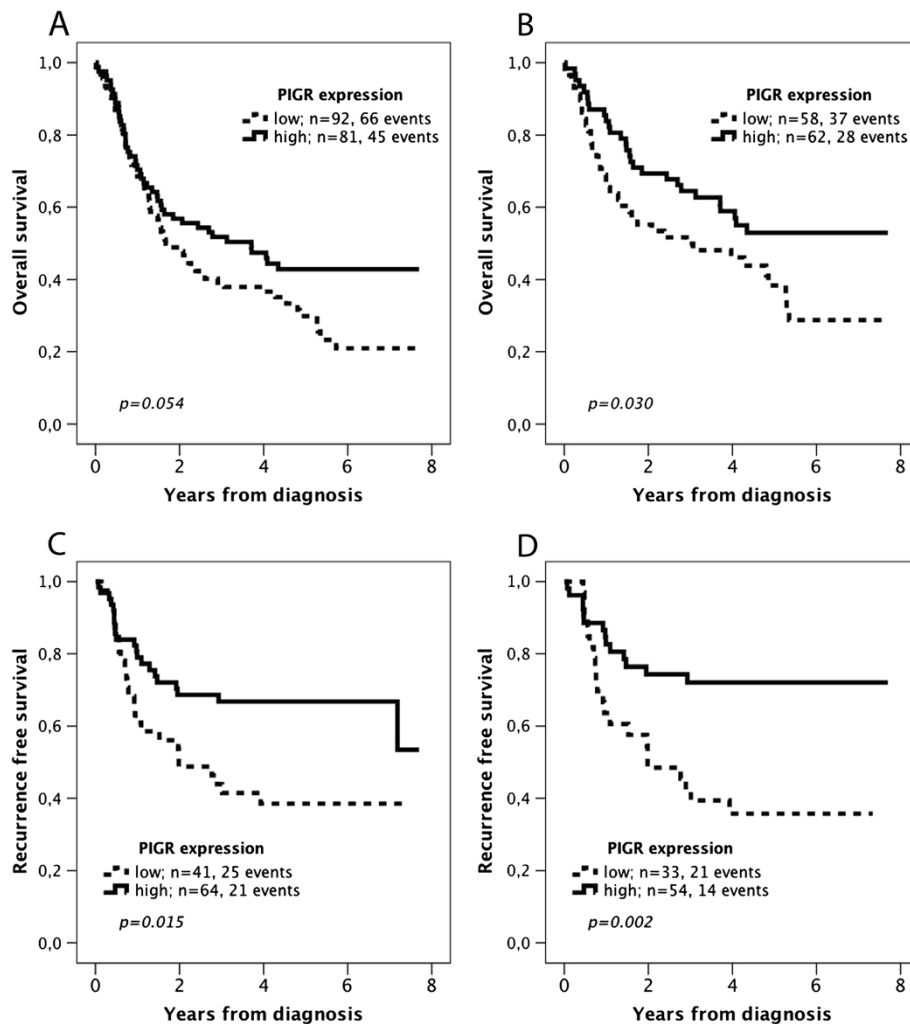 A
PIGR expression
low; n=92, 66 events
high; n=81, 45 events
Overall survival
1,0
0,8
0,6
0,4
0,2
0,0
p=0.054
0 2 4 6 8
Years from diagnosis
B
PIGR expression
low; n=58, 37 events
high; n=62, 28 events
Overall survival
1,0
0,8
0,6
0,4
0,2
0,0
p=0.030
0 2 4 6 8
Years from diagnosis
C
Recurrence free survival
1,0
0,8
0,6
0,4
0,2
0,0
PIGR expression
low; n=41, 25 events
high; n=64, 21 events
p=0.015
0 2 4 6 8
Years from diagnosis
D
Recurrence free survival
1,0
0,8
0,6
0,4
0,2
0,0
PIGR expression
low; n=33, 21 events
high; n=54, 14 events
p=0.002
0 2 4 6 8
Years from diagnosis